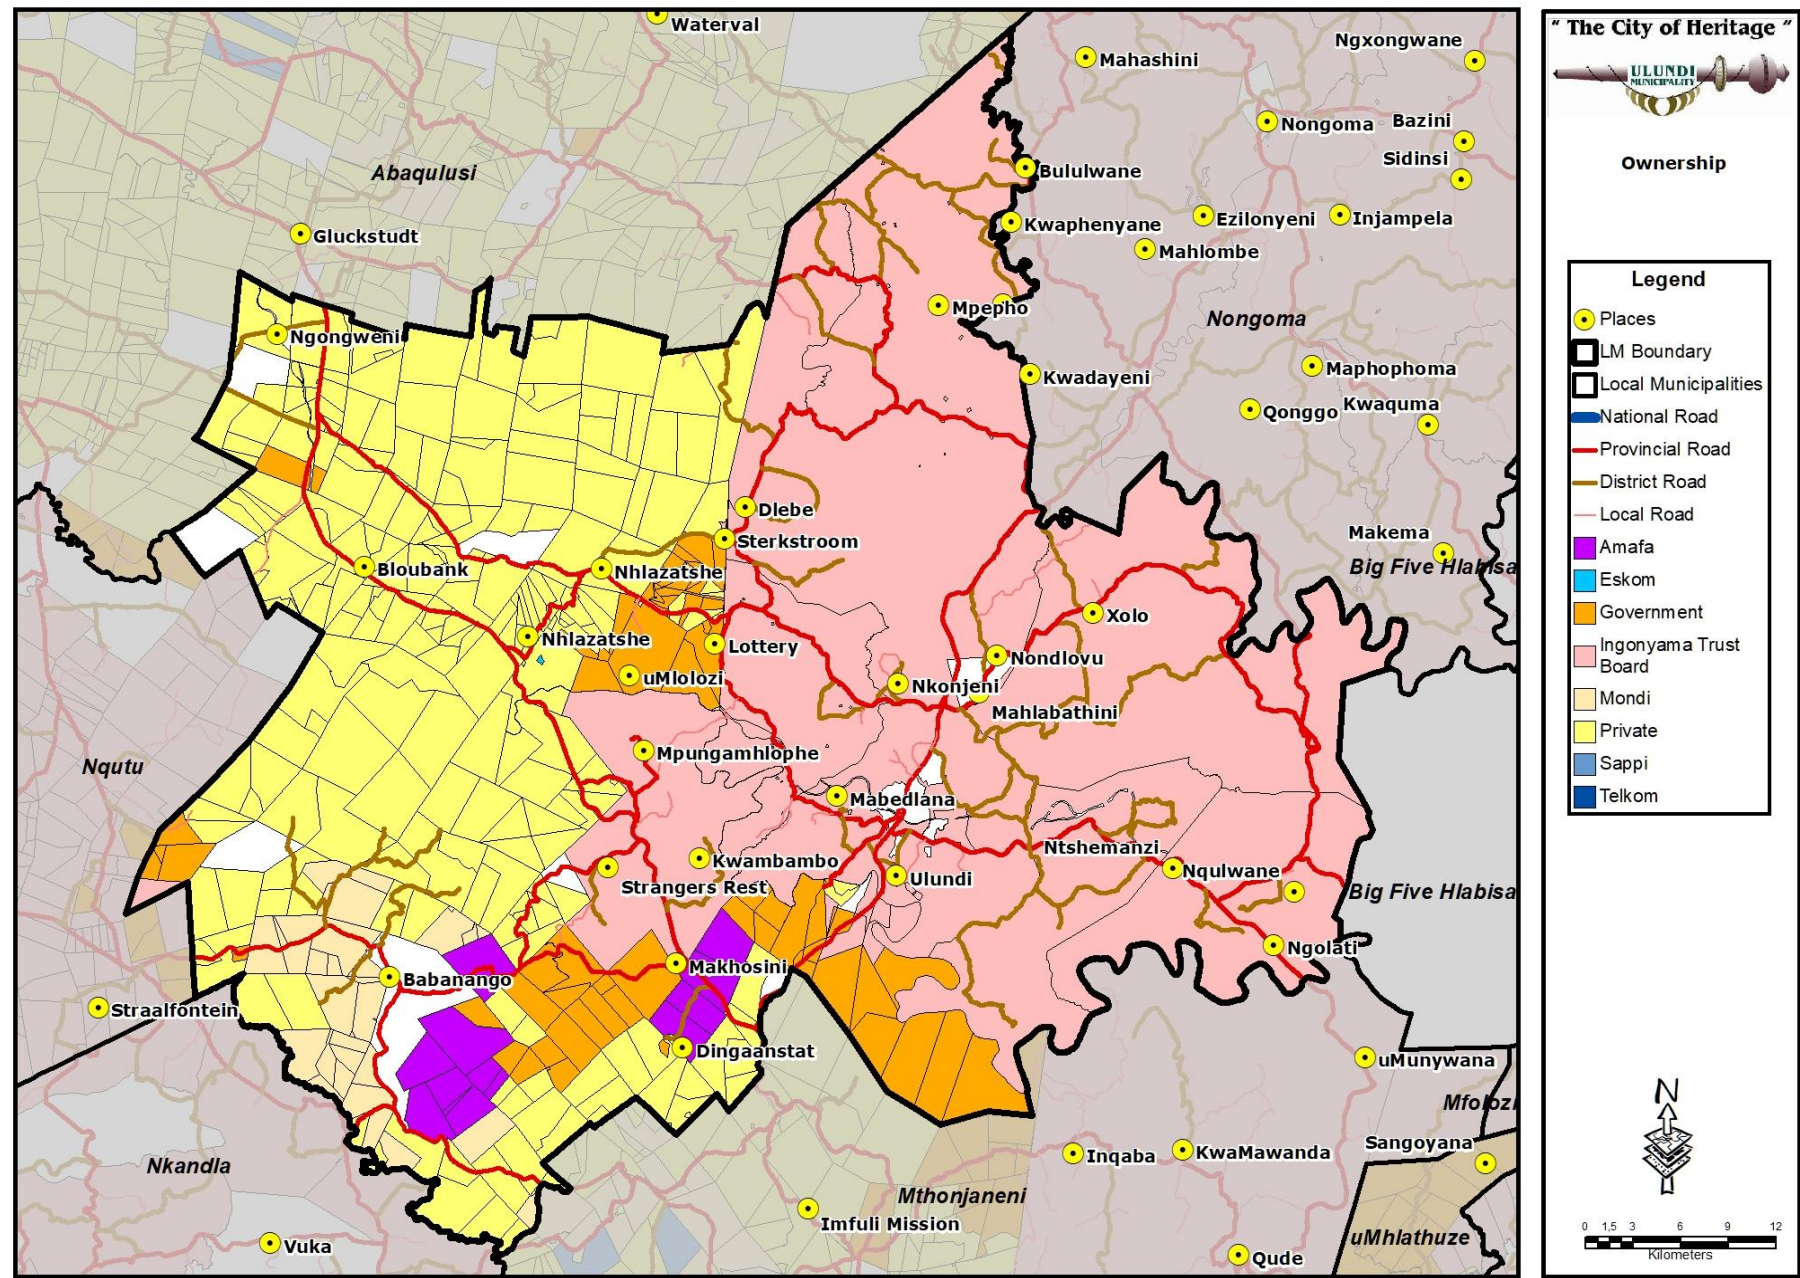 Waterval
Mahashini
Ngxongwane
Nongoma
Bazini
Sidinsi
Abaqulusi
Bululwane
Gluckstudt
Kwaphenyane
Ezilonyeni
Injampela
Mahlombe
Mpepho
Nongoma
Ngongweni
Kwadayeni
Maphophoma
Qonggo
Kwaquma
Dlebe
Sterkstroom
Makema
Big Five Hlabisa
Bloubank
Nhlazatshe
Xolo
Nhlazatshe
Lottery
Nondlovu
uMlolozi
Nkonjeni
Mahlabathini
Nqutu
Mpungamhlophe
Mabedlana
Ntshemanzi
Kwambambo
Nqulwane
Strangers Rest
Ulundi
Big Five Hlabisa
Ngolati
Makhosini
Babanango
Straalfontein
Dingaanstat
uMunywana
Mfolozi
Sangoyana
Inqaba
KwaMawanda
Nkandla
Mthonjaneni
Imfuli Mission
uMhlathuze
Vuka
Qude
" The City of Heritage "
ULUNDI
MUNICIPALITY
Ownership
Legend
Places
LM Boundary
Local Municipalities
National Road
Provincial Road
District Road
Local Road
Amafa
Eskom
Government
Ingonyama Trust
Board
Mondi
Private
Sappi
Telkom
N
0 1,5 3 6 9 12
Kilometers